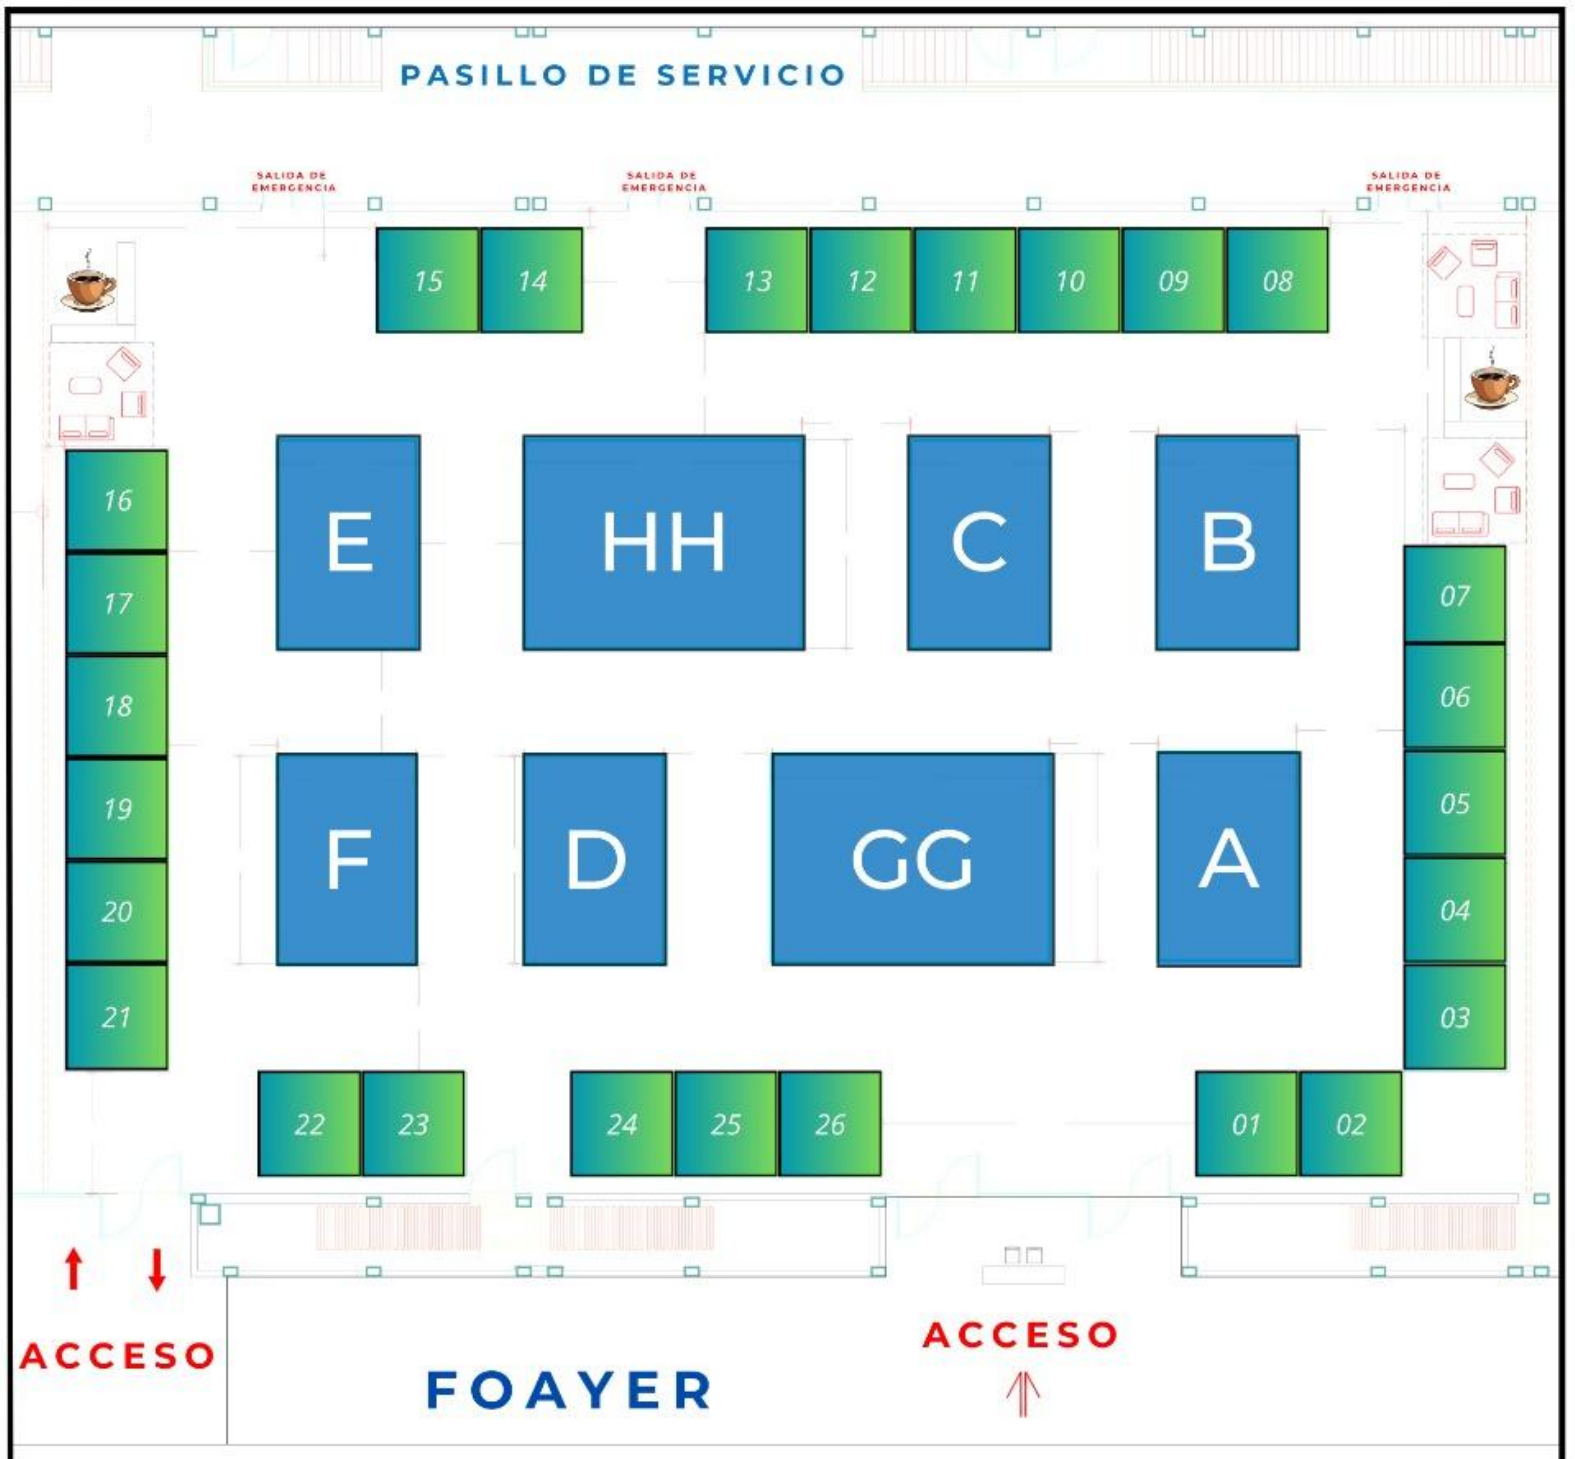 PASILLO DE SERVICIO
SALIDA DE
EMERGENCIA
SALIDA DE
EMERGENCIA
SALIDA DE
EMERGENCIA
15 14 13 12 11 10 09 08
E HH C B
16
17
18
19
20
21
07
06
05
04
03
F D GG A
22 23 24 25 26 01 02
ACCESO
ACCESO
FOAYER